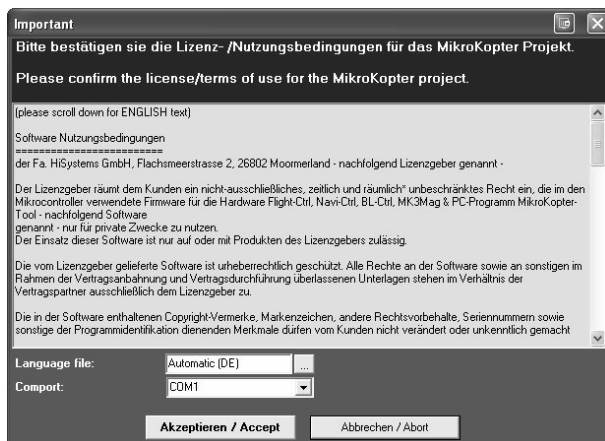 Important
Bitte bestätigen sie die Lizenz- /Nutzungsbedingungen für das MikroKopter Projekt.
Please confirm the license/terms of use for the MikroKopter project.
(please scroll down for ENGLISH text)
Software Nutzungsbedingungen
==========================
der Fa. HiSystems GmbH, Flachsmeerstrasse 2, 26802 Moormerland - nachfolgend Lizenzgeber genannt -
Der Lizenzgeber räumt dem Kunden ein nicht-ausschließliches, zeitlich und räumlich* unbeschränktes Recht ein, die im den
Mikrocontroller verwendete Firmware für die Hardware Flight-Ctrl, Navi-Ctrl, BL-Ctrl, MK3Mag & PC-Programm MikroKopter-
Tool - nachfolgend Software
genannt - nur für private Zwecke zu nutzen.
Der Einsatz dieser Software ist nur auf oder mit Produkten des Lizenzgebers zulässig.
Die vom Lizenzgeber gelieferte Software ist urheberrechtlich geschützt. Alle Rechte an der Software sowie an sonstigen im
Rahmen der Vertragsanbahnung und Vertragsdurchführung überlassenen Unterlagen stehen im Verhältnis der
Vertragspartner ausschließlich dem Lizenzgeber zu.
Die in der Software enthaltenen Copyright-Vermerke, Markenzeichen, andere Rechtsvorbehalte, Seriennummern sowie
sonstige der Programmidentifikation dienenden Merkmale dürfen vom Kunden nicht verändert oder unkenntlich gemacht
Language file: Automatic (DE) ...
Comport: COM1
Akzeptieren / Accept Abbrechen / Abort